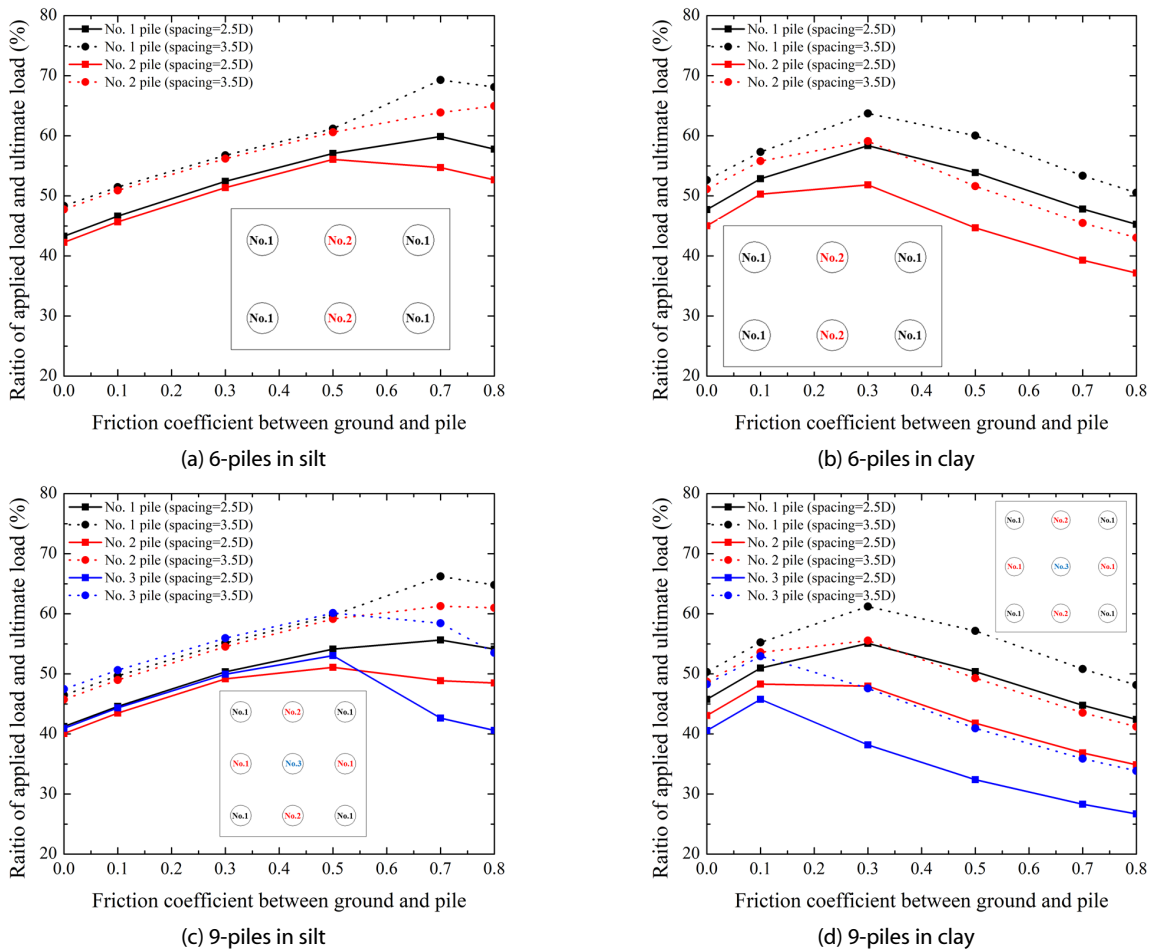 Raitio of applied load and ultimate load (%)
80
70
60
50
40
30
20
No. 1 pile (spacing=2.5D)
No. 1 pile (spacing=3.5D)
No. 2 pile (spacing=2.5D)
No. 2 pile (spacing=3.5D)
No.1 No.2 No.1
No.1 No.2 No.1
0.0 0.1 0.2 0.3 0.4 0.5 0.6 0.7 0.8
Friction coefficient between ground and pile
(a) 6-piles in silt
Raitio of applied load and ultimate load (%)
80
70
60
50
40
30
20
No. 1 pile (spacing=2.5D)
No. 1 pile (spacing=3.5D)
No. 2 pile (spacing=2.5D)
No. 2 pile (spacing=3.5D)
No.1 No.2 No.1
No.1 No.2 No.1
0.0 0.1 0.2 0.3 0.4 0.5 0.6 0.7 0.8
Friction coefficient between ground and pile
(b) 6-piles in clay
Raitio of applied load and ultimate load (%)
80
70
60
50
40
30
20
No. 1 pile (spacing=2.5D)
No. 1 pile (spacing=3.5D)
No. 2 pile (spacing=2.5D)
No. 2 pile (spacing=3.5D)
No. 3 pile (spacing=2.5D)
No. 3 pile (spacing=3.5D)
No.1 No.2 No.1
No.1 No.3 No.1
No.1 No.2 No.1
0.0 0.1 0.2 0.3 0.4 0.5 0.6 0.7 0.8
Friction coefficient between ground and pile
(c) 9-piles in silt
Raitio of applied load and ultimate load (%)
80
70
60
50
40
30
20
No. 1 pile (spacing=2.5D)
No. 1 pile (spacing=3.5D)
No. 2 pile (spacing=2.5D)
No. 2 pile (spacing=3.5D)
No. 3 pile (spacing=2.5D)
No. 3 pile (spacing=3.5D)
No.1 No.2 No.1
No.1 No.3 No.1
No.1 No.2 No.1
0.0 0.1 0.2 0.3 0.4 0.5 0.6 0.7 0.8
Friction coefficient between ground and pile
(d) 9-piles in clay